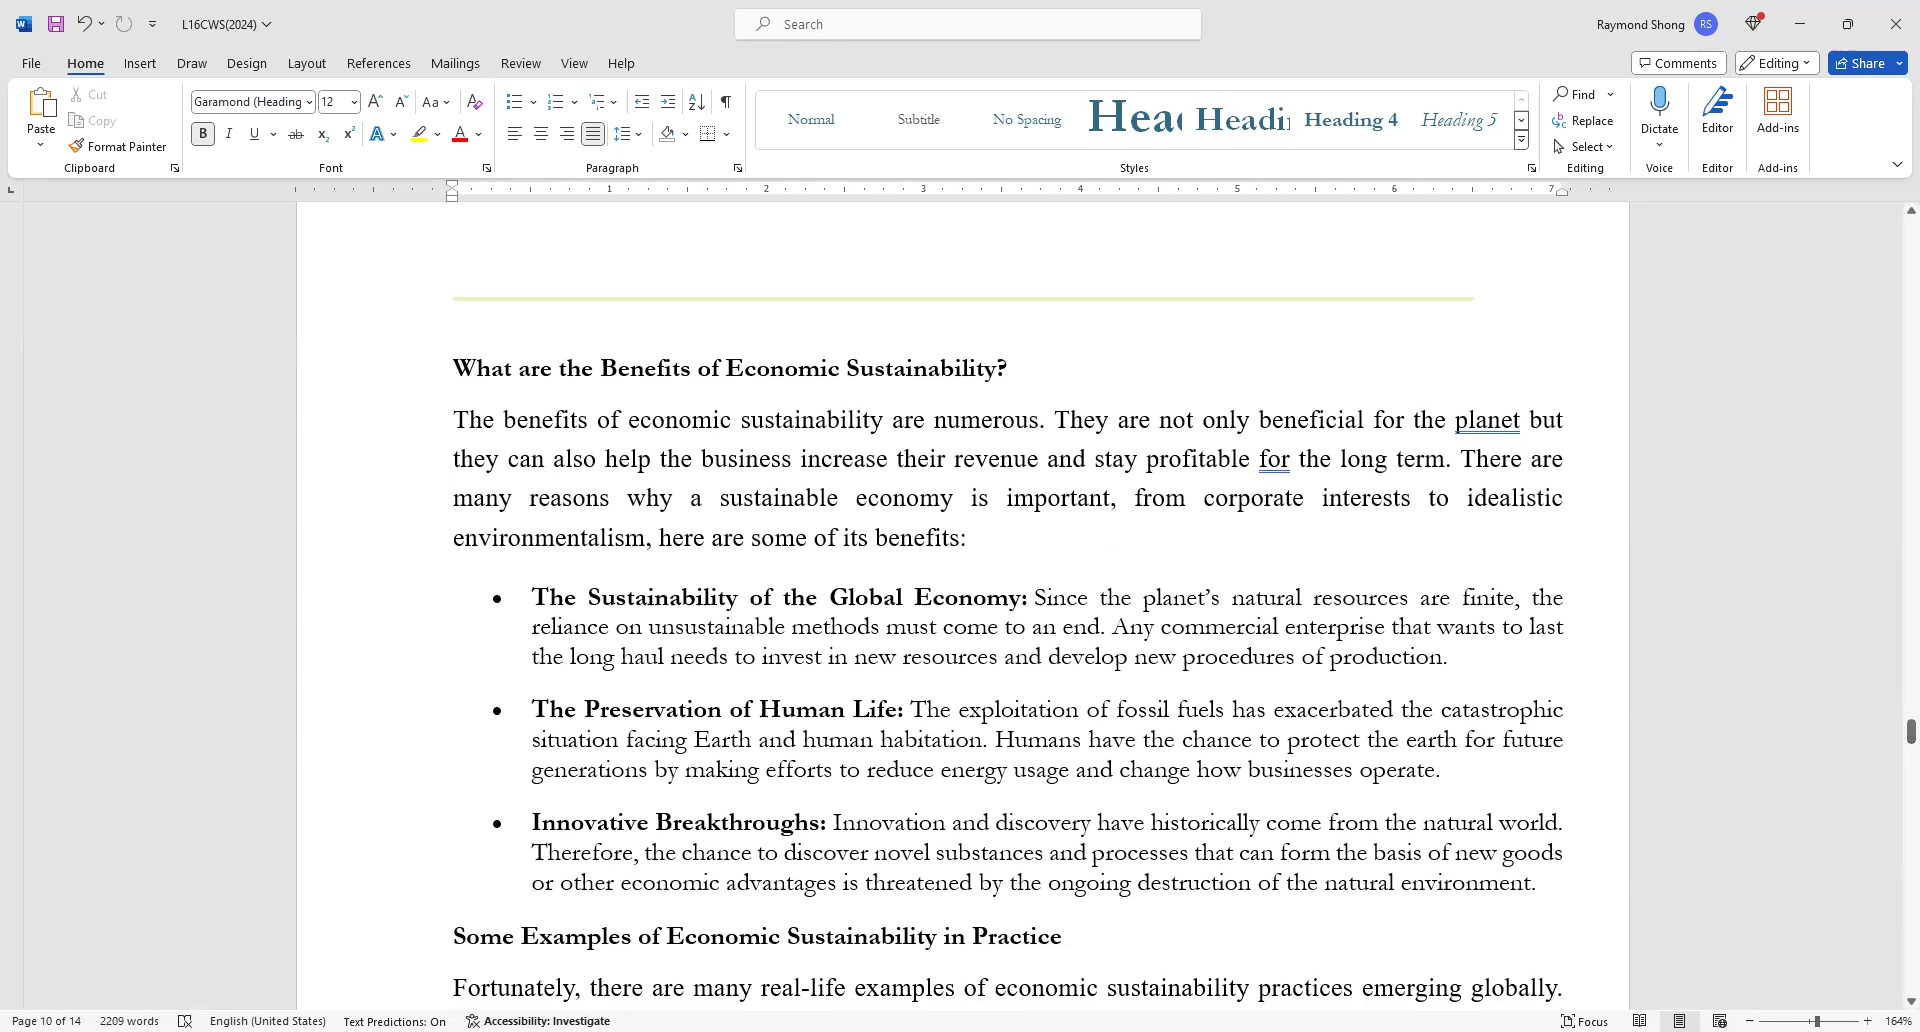 L16CWS(2024)
Search
Raymond Shong RS
File Home Insert Draw Design Layout References Mailings Review View Help
Comments Editing Share
Paste
Cut
Copy
Format Painter
Clipboard
Garamond (Heading 12
Font
Paragraph
Normal Subtitle No Spacing Headi Heading 4 Heading 5
Styles
Find
Replace
Select
Editing
Dictate
Voice
Editor
Editor
Add-ins
Add-ins
1 2 3 4 5 6 7
What are the Benefits of Economic Sustainability?
The benefits of economic sustainability are numerous. They are not only beneficial for the planet but
they can also help the business increase their revenue and stay profitable for the long term. There are
many reasons why a sustainable economy is important, from corporate interests to idealistic
environmentalism, here are some of its benefits:
• The Sustainability of the Global Economy: Since the planet’s natural resources are finite, the
reliance on unsustainable methods must come to an end. Any commercial enterprise that wants to last
the long haul needs to invest in new resources and develop new procedures of production.
• The Preservation of Human Life: The exploitation of fossil fuels has exacerbated the catastrophic
situation facing Earth and human habitation. Humans have the chance to protect the earth for future
generations by making efforts to reduce energy usage and change how businesses operate.
• Innovative Breakthroughs: Innovation and discovery have historically come from the natural world.
Therefore, the chance to discover novel substances and processes that can form the basis of new goods
or other economic advantages is threatened by the ongoing destruction of the natural environment.
Some Examples of Economic Sustainability in Practice
Fortunately, there are many real-life examples of economic sustainability practices emerging globally.
Page 10 of 14 2209 words English (United States) Text Predictions: On Accessibility: Investigate Focus 164%